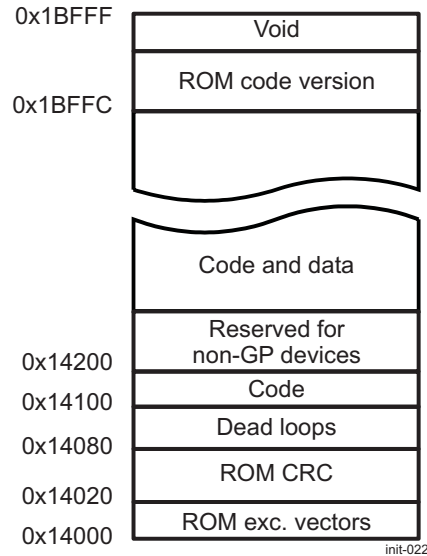 0x1BFFF
Void
ROM code version
0x1BFFC
Code and data
Reserved for
non-GP devices
0x14200
Code
0x14100
Dead loops
0x14080
ROM CRC
0x14020
ROM exc. vectors
0x14000
init-022